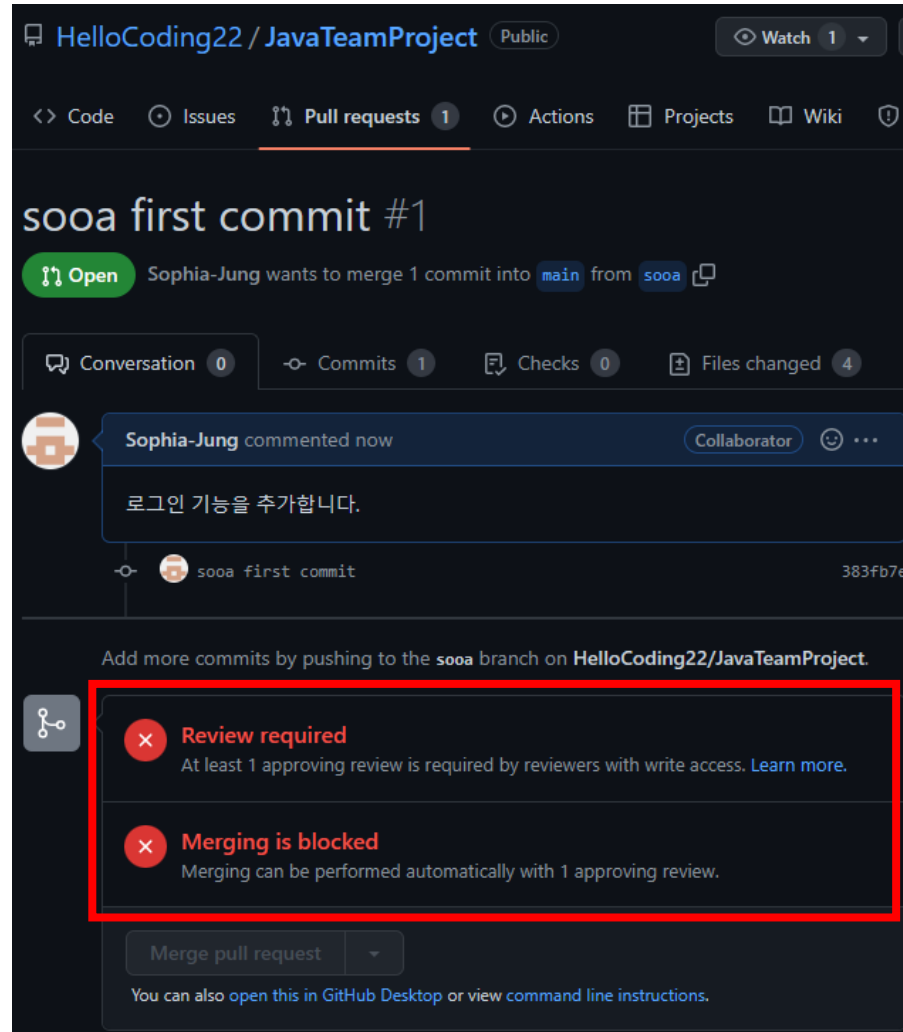 HelloCoding22 / JavaTeamProject Public Watch 1
Code Issues Pull requests 1 Actions Projects Wiki
sooa first commit #1
Open Sophia-Jung wants to merge 1 commit into main from sooa
Conversation 0 Commits 1 Checks 0 Files changed 4
Sophia-Jung commented now Collaborator
로그인 기능을 추가합니다.
sooa first commit 383fb7e
Add more commits by pushing to the sooa branch on HelloCoding22/JavaTeamProject.
Review required
At least 1 approving review is required by reviewers with write access. Learn more.
Merging is blocked
Merging can be performed automatically with 1 approving review.
Merge pull request
You can also open this in GitHub Desktop or view command line instructions.